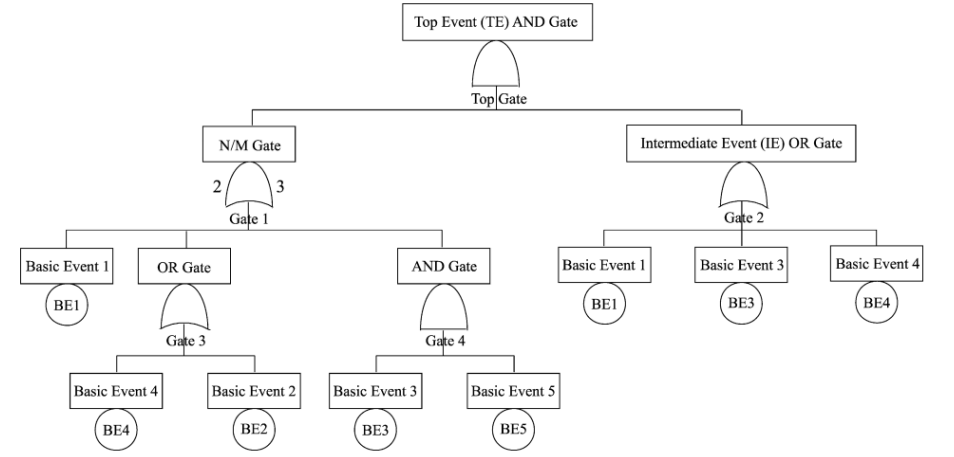 Top Event (TE) AND Gate
Top Gate
N/M Gate
Intermediate Event (IE) OR Gate
2 3
Gate 1
Gate 2
Basic Event 1
OR Gate
AND Gate
Basic Event 1
Basic Event 3
Basic Event 4
BE1
BE1
BE3
BE4
Gate 3
Gate 4
Basic Event 4
Basic Event 2
Basic Event 3
Basic Event 5
BE4
BE2
BE3
BE5